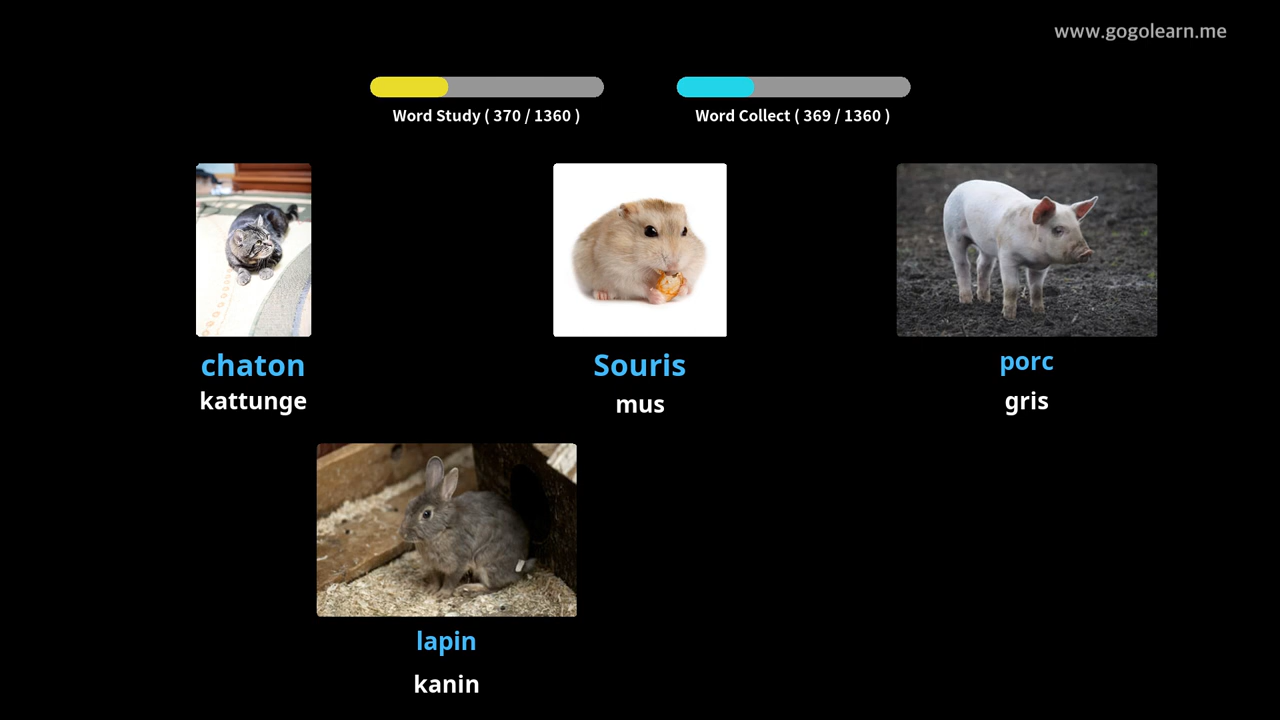 www.gogolearn.me
Word Study ( 370 / 1360 )
Word Collect ( 369 / 1360 )
chaton
kattunge
Souris
mus
porc
gris
lapin
kanin